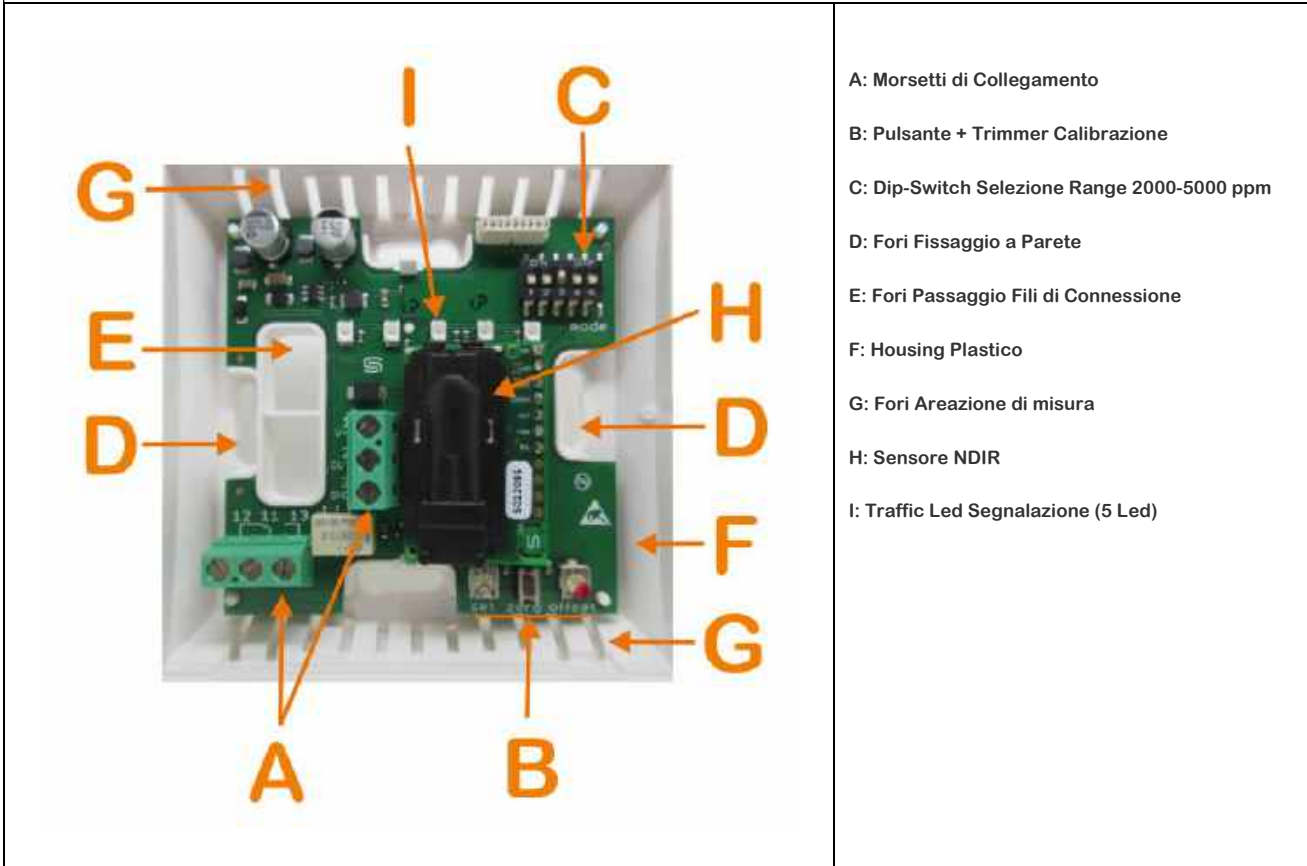 I
C
G
H
E
D
D
12 11 13
F
set zero offset
mode
G
A
B
A: Morsetti di Collegamento
B: Pulsante + Trimmer Calibrazione
C: Dip-Switch Selezione Range 2000-5000 ppm
D: Fori Fissaggio a Parete
E: Fori Passaggio Fili di Connessione
F: Housing Plastico
G: Fori Areazione di misura
H: Sensore NDIR
I: Traffic Led Segnalazione (5 Led)